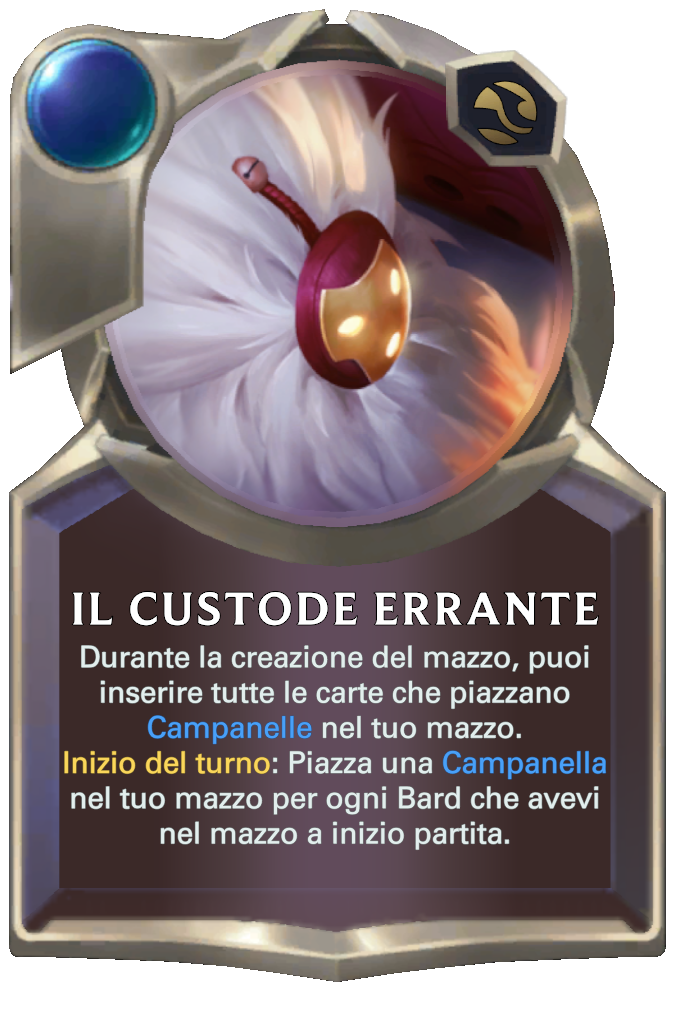 IL CUSTODE ERRANTE
Durante la creazione del mazzo, puoi
inserire tutte le carte che piazzano
Campanelle nel tuo mazzo.
Inizio del turno: Piazza una Campanella
nel tuo mazzo per ogni Bard che avevi
nel mazzo a inizio partita.